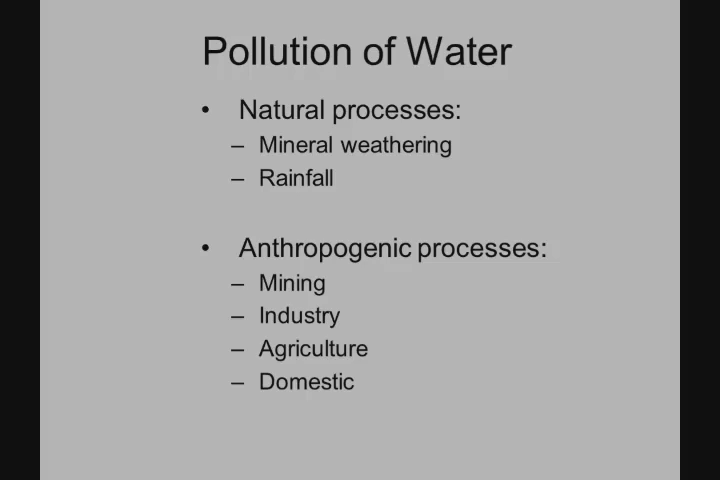 Pollution of Water
• Natural processes:
– Mineral weathering
– Rainfall
• Anthropogenic processes:
– Mining
– Industry
– Agriculture
– Domestic